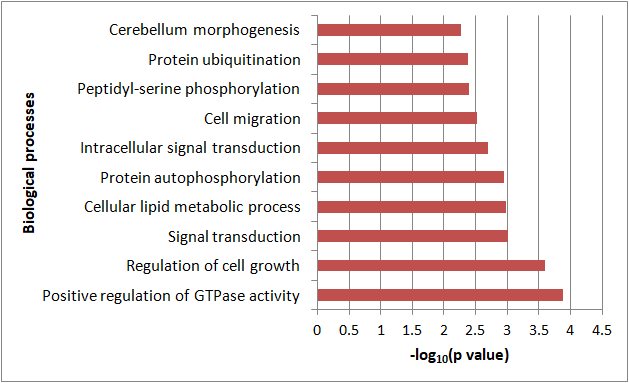 Cerebellum morphogenesis
Protein ubiquitination
Peptidyl-serine phosphorylation
Cell migration
Intracellular signal transduction
Protein autophosphorylation
Cellular lipid metabolic process
Signal transduction
Regulation of cell growth
Positive regulation of GTPase activity
Biological processes
0 0.5 1 1.5 2 2.5 3 3.5 4 4.5
-log10(p value)